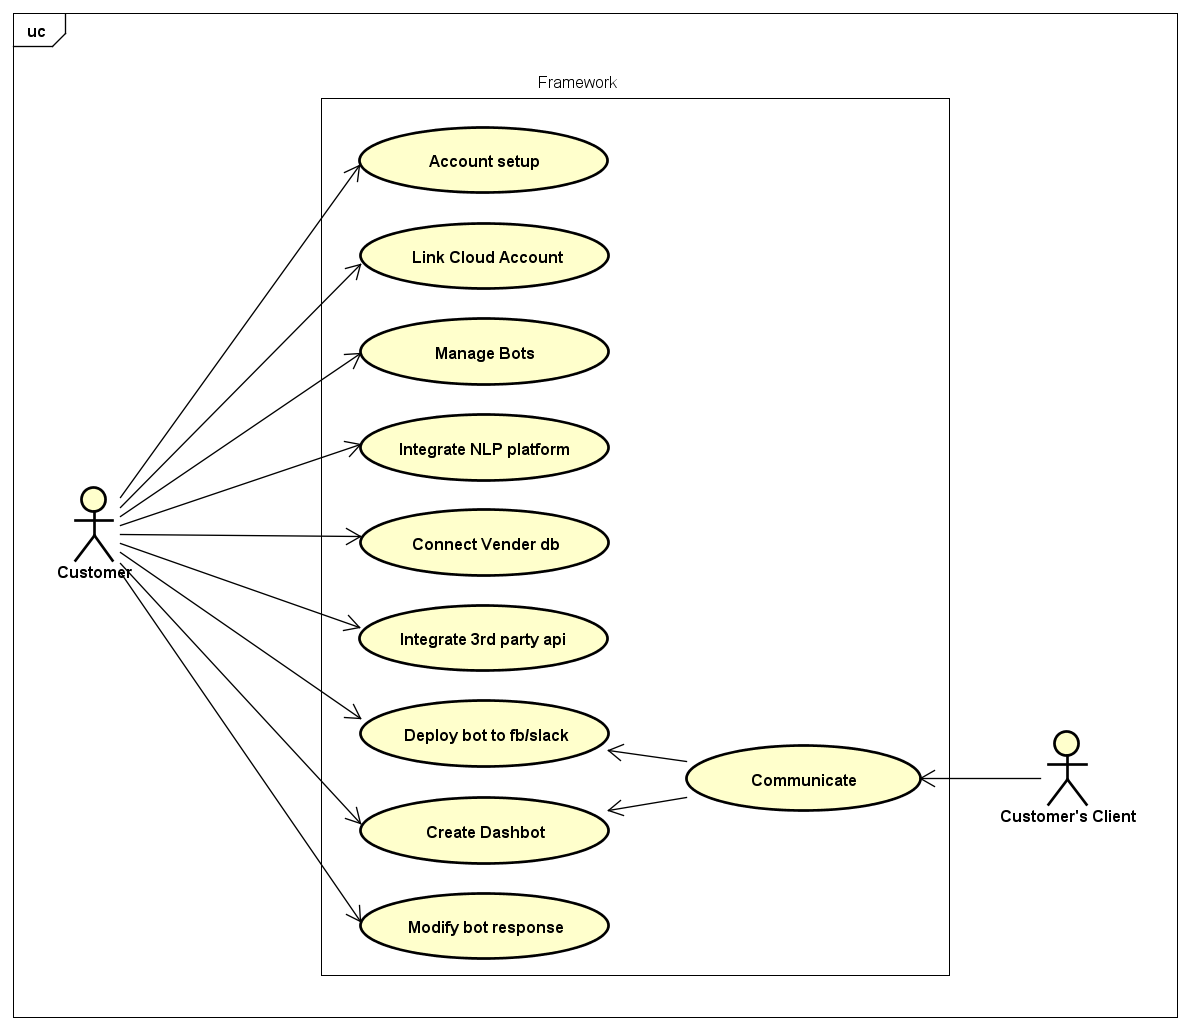 uc
Framework
Account setup
Link Cloud Account
Manage Bots
Integrate NLP platform
Connect Vender db
Customer
Integrate 3rd party api
Deploy bot to fb/slack
Communicate
Customer's Client
Create Dashbot
Modify bot response